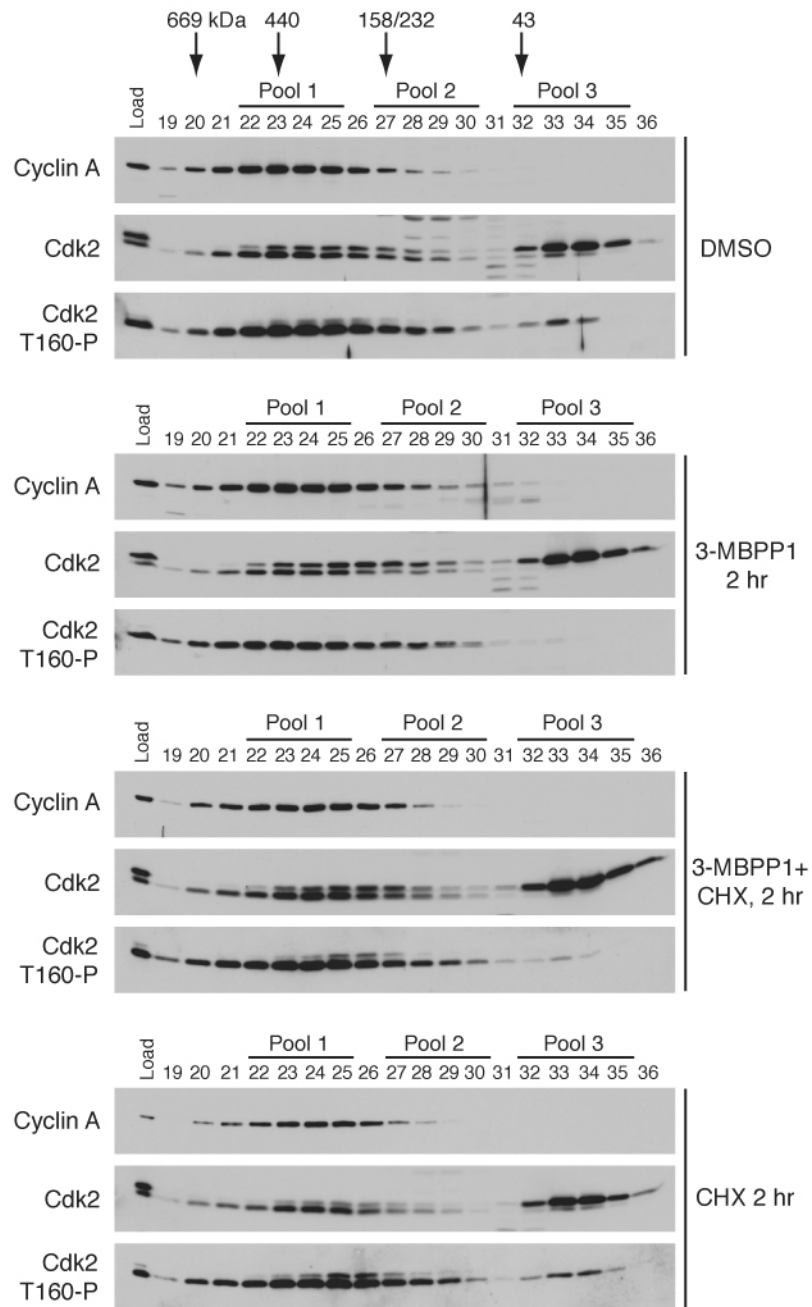 669 kDa 440 158/232 43
Pool 1 Pool 2 Pool 3
Load 19 20 21 22 23 24 25 26 27 28 29 30 31 32 33 34 35 36
Cyclin A
Cdk2
DMSO
Cdk2
T160-P
Pool 1 Pool 2 Pool 3
Load 19 20 21 22 23 24 25 26 27 28 29 30 31 32 33 34 35 36
Cyclin A
Cdk2
3-MBPP1
2 hr
Cdk2
T160-P
Pool 1 Pool 2 Pool 3
Load 19 20 21 22 23 24 25 26 27 28 29 30 31 32 33 34 35 36
Cyclin A
Cdk2
3-MBPP1+
CHX, 2 hr
Cdk2
T160-P
Pool 1 Pool 2 Pool 3
Load 19 20 21 22 23 24 25 26 27 28 29 30 31 32 33 34 35 36
Cyclin A
Cdk2
CHX 2 hr
Cdk2
T160-P